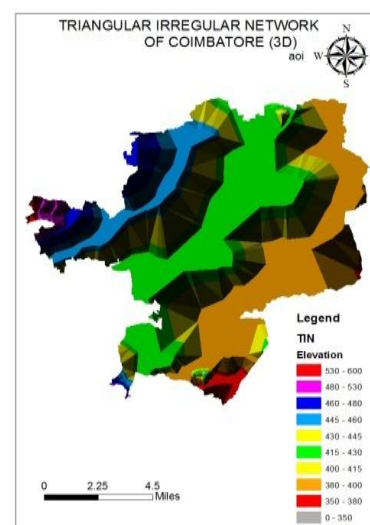 TRIANGULAR IRREGULAR NETWORK
OF COIMBATORE (3D)
aoi
N
W E
S
Legend
TIN
Elevation
530 - 600
480 - 530
460 - 480
445 - 460
430 - 445
415 - 430
400 - 415
380 - 400
350 - 380
0 - 350
0 2.25 4.5
Miles